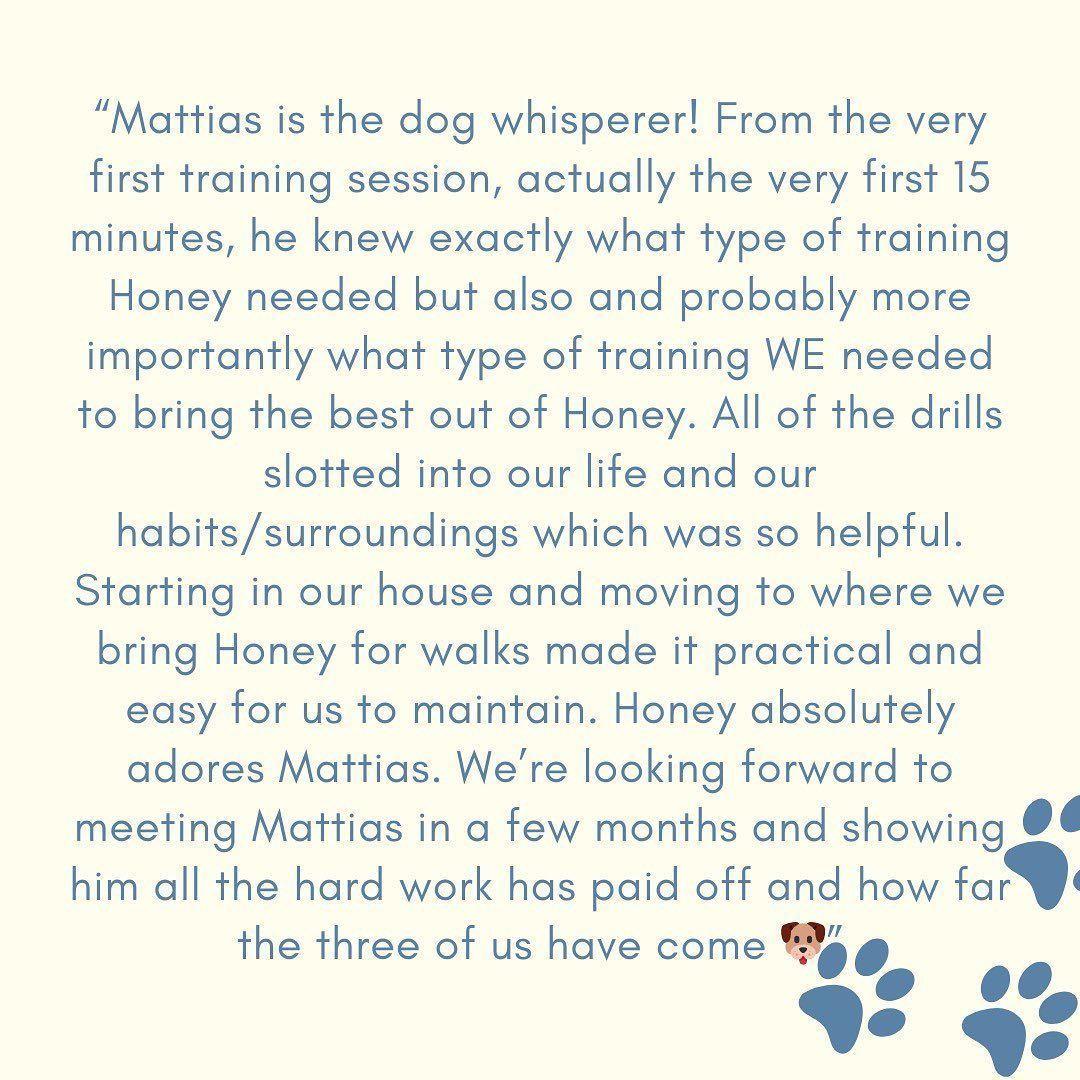 “Mattias is the dog whisperer! From the very
first training session, actually the very first 15
minutes, he knew exactly what type of training
Honey needed but also and probably more
importantly what type of training WE needed
to bring the best out of Honey. All of the drills
slotted into our life and our
habits/surroundings which was so helpful.
Starting in our house and moving to where we
bring Honey for walks made it practical and
easy for us to maintain. Honey absolutely
adores Mattias. We’re looking forward to
meeting Mattias in a few months and showing
him all the hard work has paid off and how far
the three of us have come 🐶”